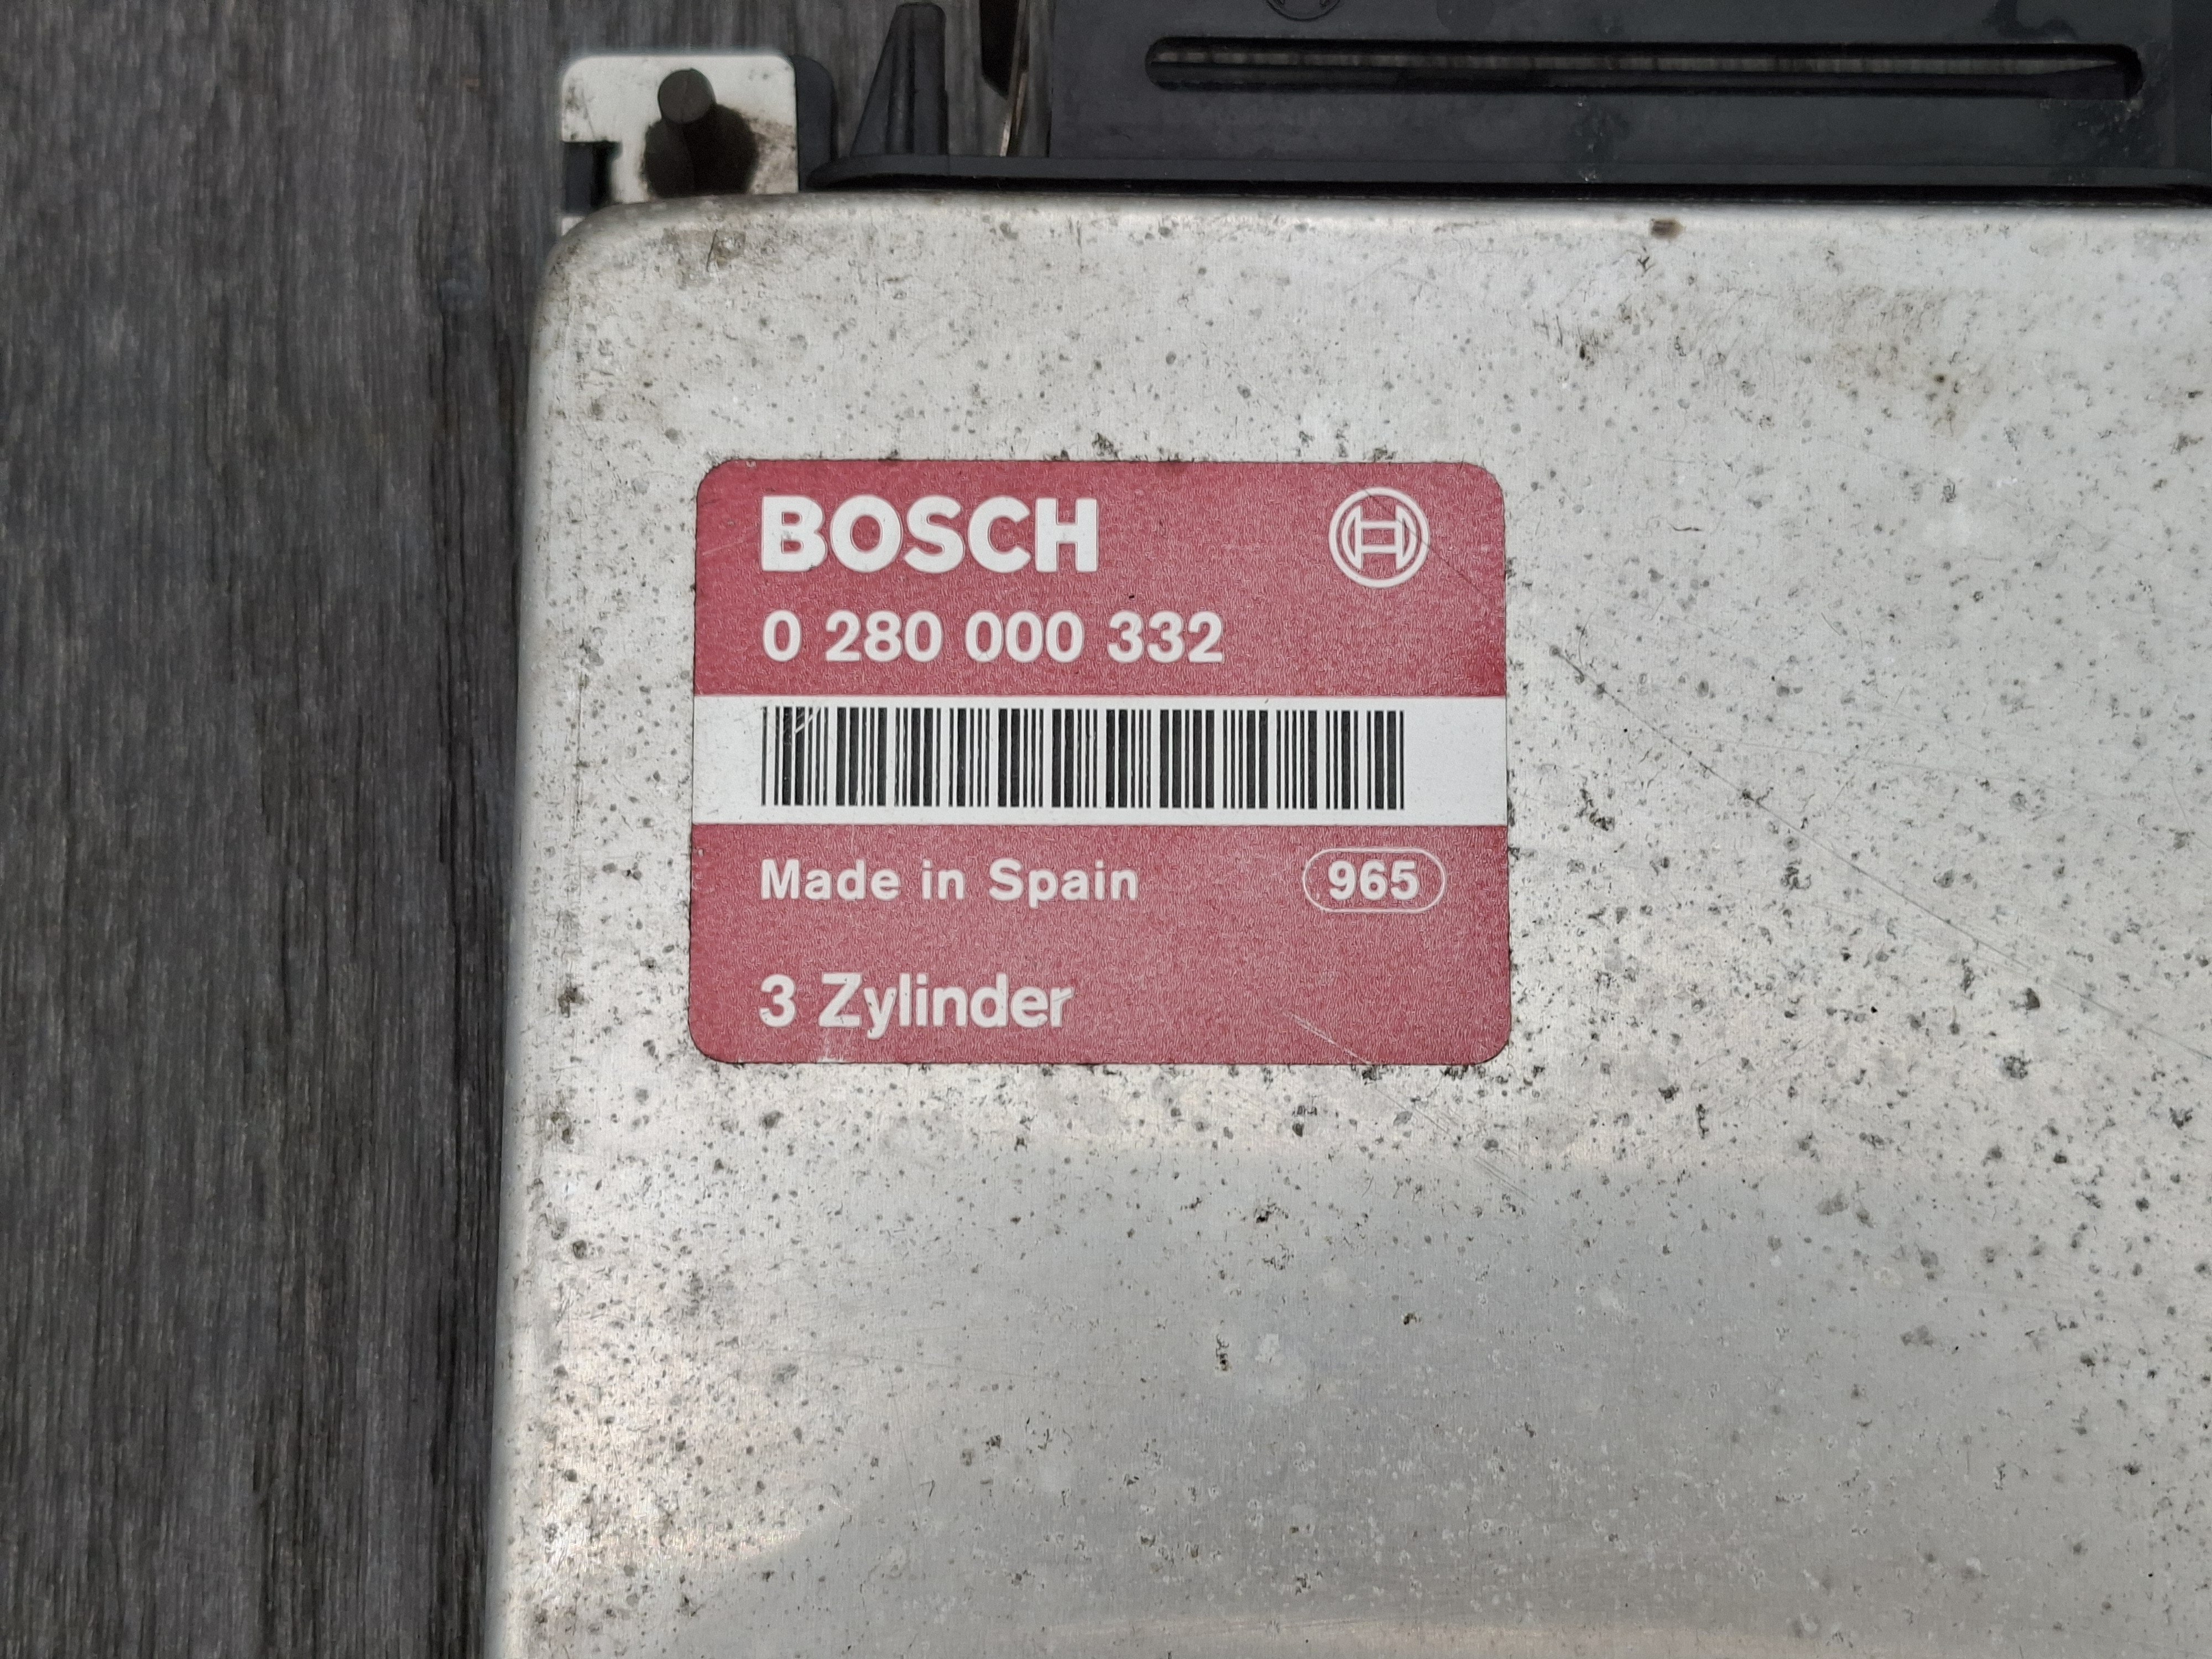 BOSCH
0 280 000 332
Made in Spain 965
3 Zylinder